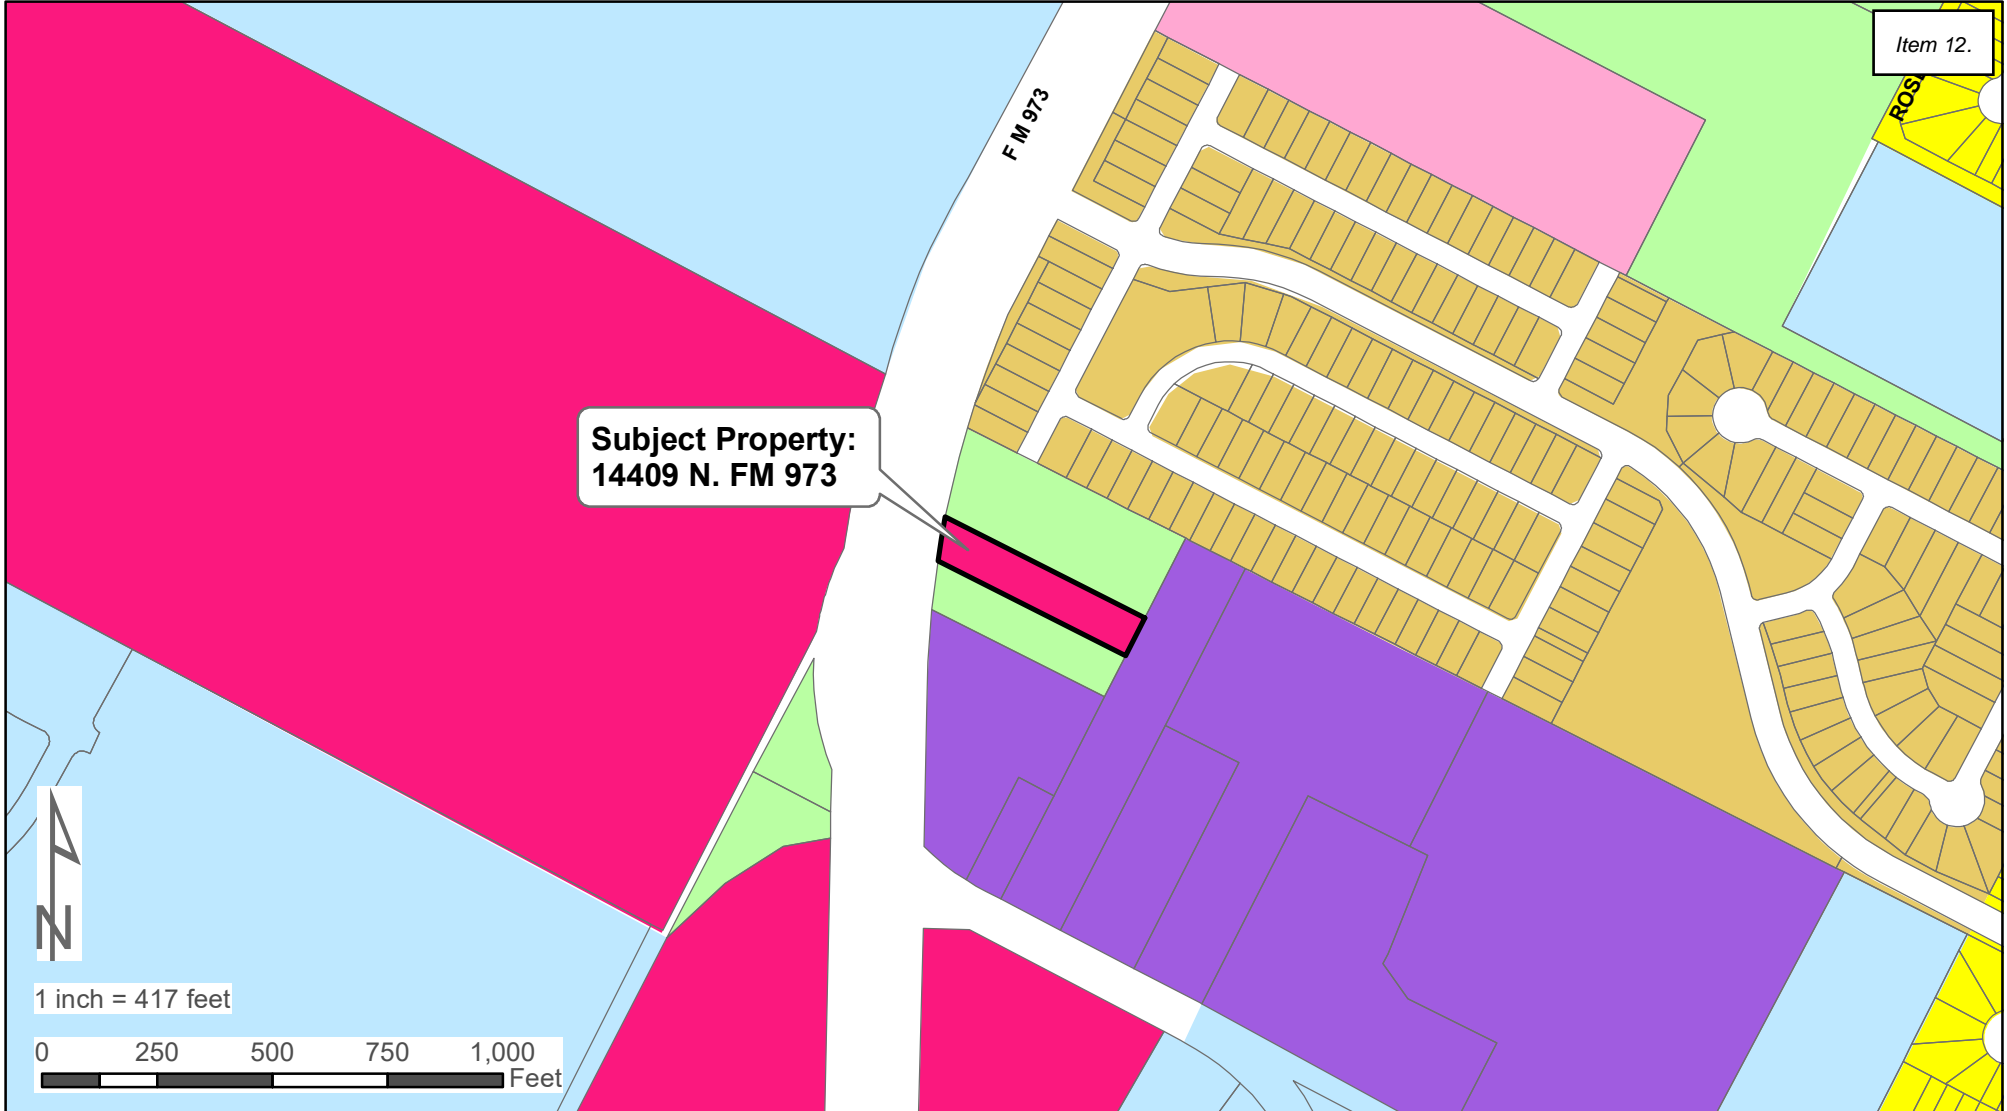 Item 12.
F M 973
Subject Property:
14409 N. FM 973
N
1 inch = 417 feet
0 250 500 750 1,000
Feet